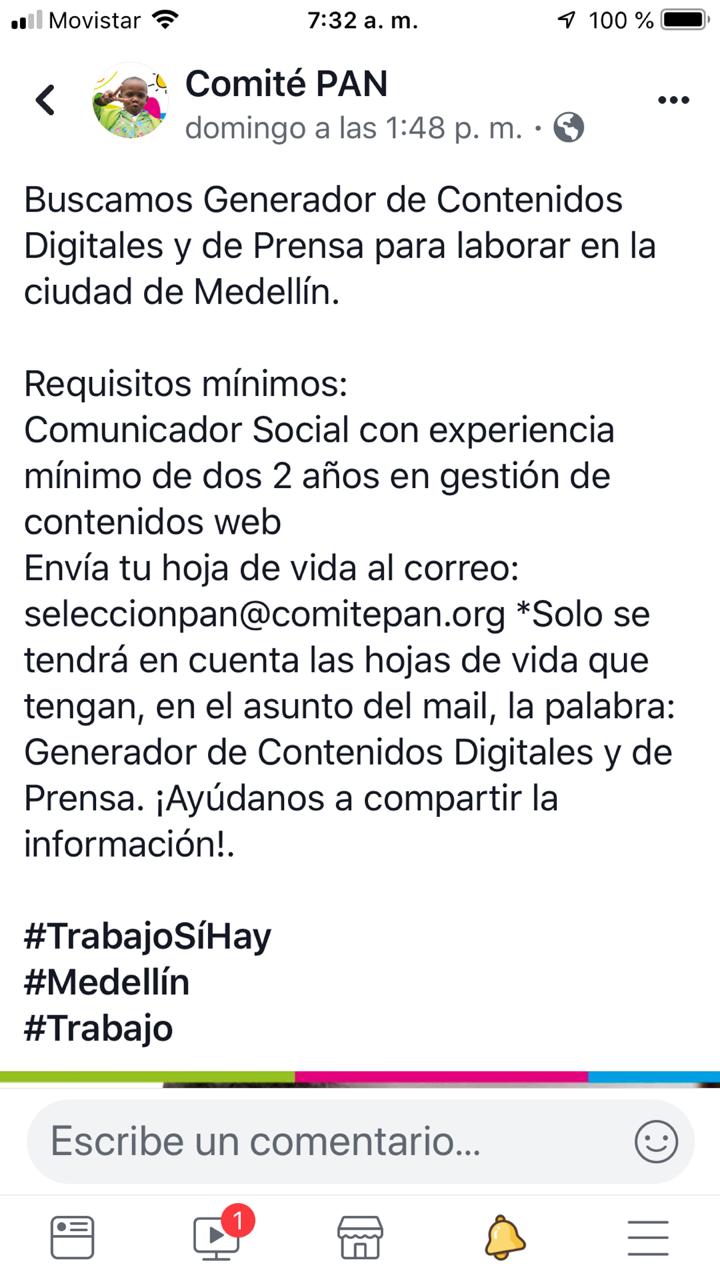 Movistar 7:32 a. m. 100 %
Comité PAN
domingo a las 1:48 p. m. ·
Buscamos Generador de Contenidos
Digitales y de Prensa para laborar en la
ciudad de Medellín.
Requisitos mínimos:
Comunicador Social con experiencia
mínimo de dos 2 años en gestión de
contenidos web
Envía tu hoja de vida al correo:
seleccionpan@comitepan.org *Solo se
tendrá en cuenta las hojas de vida que
tengan, en el asunto del mail, la palabra:
Generador de Contenidos Digitales y de
Prensa. ¡Ayúdanos a compartir la
información!.
#TrabajoSíHay
#Medellín
#Trabajo
Escribe un comentario...
1